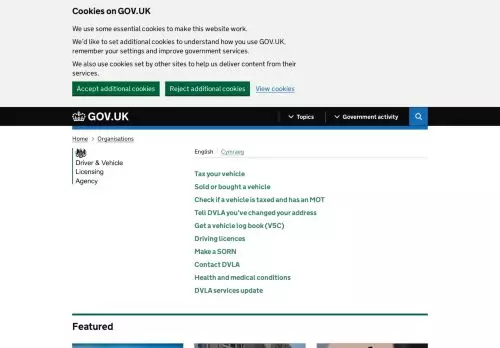 Cookies on GOV.UK
We use some essential cookies to make this website work.
We'd like to set additional cookies to understand how you use GOV.UK,
remember your settings and improve government services.
We also use cookies set by other sites to help us deliver content from their
services.
Accept additional cookies
Reject additional cookies
View cookies
GOV.UK
Topics
Government activity
Home > Organisations
Driver & Vehicle
Licensing
Agency
English
Cymraeg
Tax your vehicle
Sold or bought a vehicle
Check if a vehicle is taxed and has an MOT
Tell DVLA you've changed your address
Get a vehicle log book (V5C)
Driving licences
Make a SORN
Contact DVLA
Health and medical conditions
DVLA services update
Featured